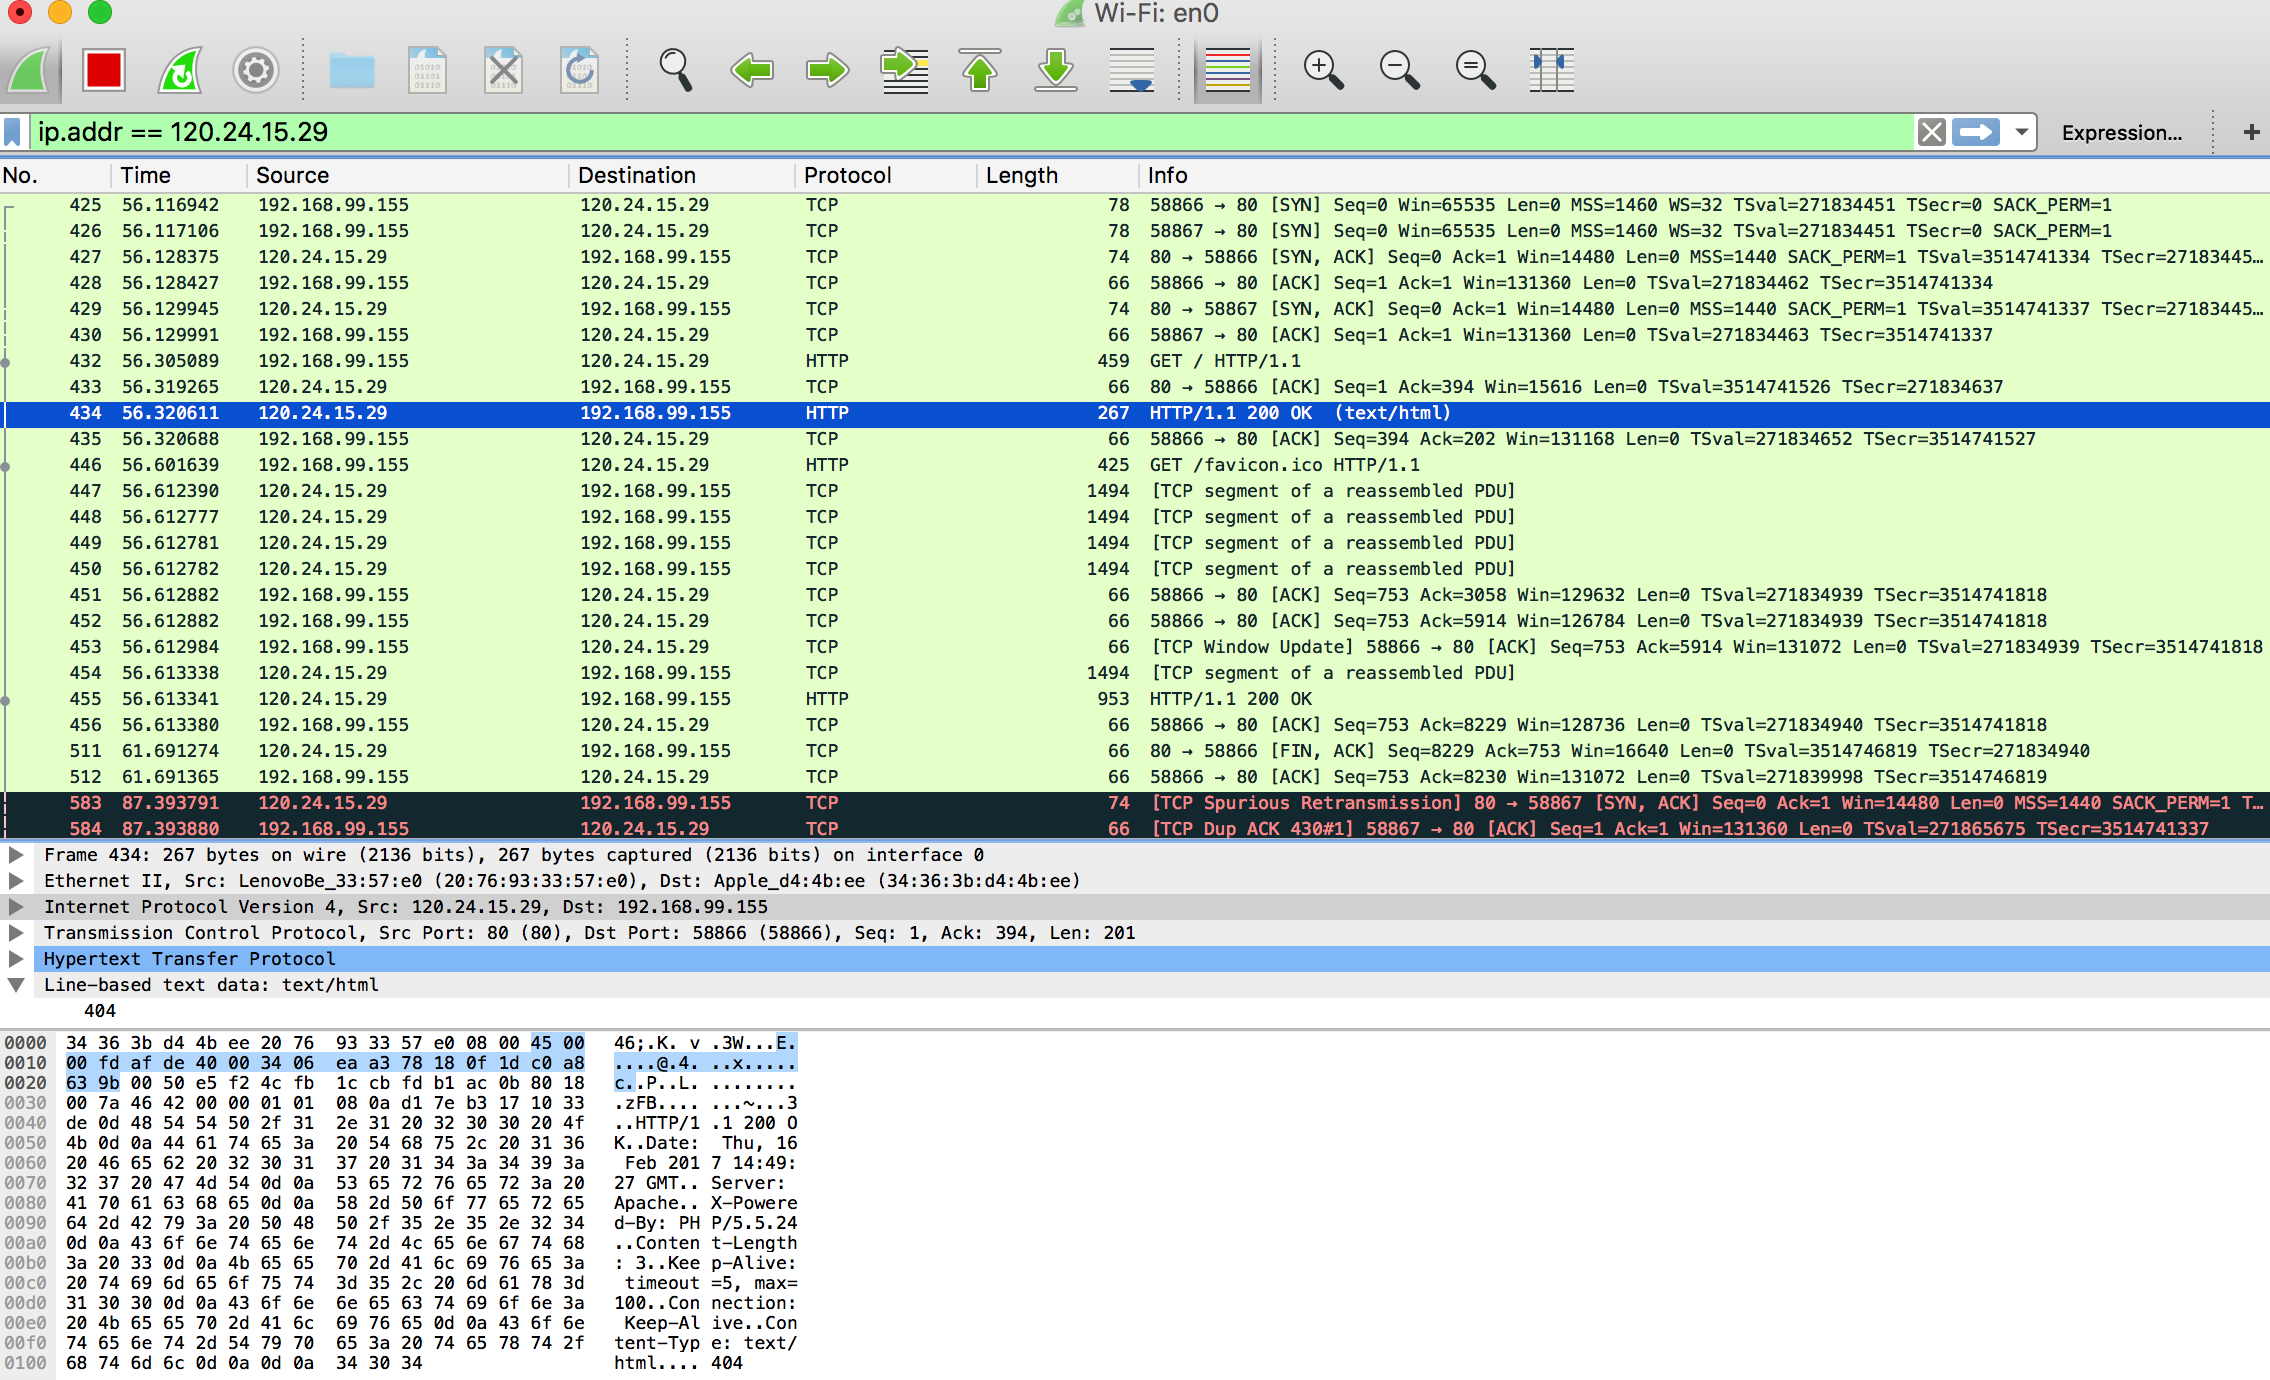 Wi-Fi: en0
ip.addr == 120.24.15.29
Expression... +
No. Time Source Destination Protocol Length Info
425 56.116942 192.168.99.155 120.24.15.29 TCP 78 58866 → 80 [SYN] Seq=0 Win=65535 Len=0 MSS=1460 WS=32 TSval=271834451 TSecr=0 SACK_PERM=1
426 56.117106 192.168.99.155 120.24.15.29 TCP 78 58867 → 80 [SYN] Seq=0 Win=65535 Len=0 MSS=1460 WS=32 TSval=271834451 TSecr=0 SACK_PERM=1
427 56.128375 120.24.15.29 192.168.99.155 TCP 74 80 → 58866 [SYN, ACK] Seq=0 Ack=1 Win=14480 Len=0 MSS=1440 SACK_PERM=1 TSval=3514741334 TSecr=27183445…
428 56.128427 192.168.99.155 120.24.15.29 TCP 66 58866 → 80 [ACK] Seq=1 Ack=1 Win=131360 Len=0 TSval=271834462 TSecr=3514741334
429 56.129945 120.24.15.29 192.168.99.155 TCP 74 80 → 58867 [SYN, ACK] Seq=0 Ack=1 Win=14480 Len=0 MSS=1440 SACK_PERM=1 TSval=3514741337 TSecr=27183445…
430 56.129991 192.168.99.155 120.24.15.29 TCP 66 58867 → 80 [ACK] Seq=1 Ack=1 Win=131360 Len=0 TSval=271834463 TSecr=3514741337
432 56.305089 192.168.99.155 120.24.15.29 HTTP 459 GET / HTTP/1.1
433 56.319265 120.24.15.29 192.168.99.155 TCP 66 80 → 58866 [ACK] Seq=1 Ack=394 Win=15616 Len=0 TSval=3514741526 TSecr=271834637
434 56.320611 120.24.15.29 192.168.99.155 HTTP 267 HTTP/1.1 200 OK (text/html)
435 56.320688 192.168.99.155 120.24.15.29 TCP 66 58866 → 80 [ACK] Seq=394 Ack=202 Win=131168 Len=0 TSval=271834652 TSecr=3514741527
446 56.601639 192.168.99.155 120.24.15.29 HTTP 425 GET /favicon.ico HTTP/1.1
447 56.612390 120.24.15.29 192.168.99.155 TCP 1494 [TCP segment of a reassembled PDU]
448 56.612777 120.24.15.29 192.168.99.155 TCP 1494 [TCP segment of a reassembled PDU]
449 56.612781 120.24.15.29 192.168.99.155 TCP 1494 [TCP segment of a reassembled PDU]
450 56.612782 120.24.15.29 192.168.99.155 TCP 1494 [TCP segment of a reassembled PDU]
451 56.612882 192.168.99.155 120.24.15.29 TCP 66 58866 → 80 [ACK] Seq=753 Ack=3058 Win=129632 Len=0 TSval=271834939 TSecr=3514741818
452 56.612882 192.168.99.155 120.24.15.29 TCP 66 58866 → 80 [ACK] Seq=753 Ack=5914 Win=126784 Len=0 TSval=271834939 TSecr=3514741818
453 56.612984 192.168.99.155 120.24.15.29 TCP 66 [TCP Window Update] 58866 → 80 [ACK] Seq=753 Ack=5914 Win=131072 Len=0 TSval=271834939 TSecr=3514741818
454 56.613338 120.24.15.29 192.168.99.155 TCP 1494 [TCP segment of a reassembled PDU]
455 56.613341 120.24.15.29 192.168.99.155 HTTP 953 HTTP/1.1 200 OK
456 56.613380 192.168.99.155 120.24.15.29 TCP 66 58866 → 80 [ACK] Seq=753 Ack=8229 Win=128736 Len=0 TSval=271834940 TSecr=3514741818
511 61.691274 120.24.15.29 192.168.99.155 TCP 66 80 → 58866 [FIN, ACK] Seq=8229 Ack=753 Win=16640 Len=0 TSval=3514746819 TSecr=271834940
512 61.691365 192.168.99.155 120.24.15.29 TCP 66 58866 → 80 [ACK] Seq=753 Ack=8230 Win=131072 Len=0 TSval=271839998 TSecr=3514746819
583 87.393791 120.24.15.29 192.168.99.155 TCP 74 [TCP Spurious Retransmission] 80 → 58867 [SYN, ACK] Seq=0 Ack=1 Win=14480 Len=0 MSS=1440 SACK_PERM=1 T…
584 87.393880 192.168.99.155 120.24.15.29 TCP 66 [TCP Dup ACK 430#1] 58867 → 80 [ACK] Seq=1 Ack=1 Win=131360 Len=0 TSval=271865675 TSecr=3514741337
Frame 434: 267 bytes on wire (2136 bits), 267 bytes captured (2136 bits) on interface 0
Ethernet II, Src: LenovoBe_33:57:e0 (20:76:93:33:57:e0), Dst: Apple_d4:4b:ee (34:36:3b:d4:4b:ee)
Internet Protocol Version 4, Src: 120.24.15.29, Dst: 192.168.99.155
Transmission Control Protocol, Src Port: 80 (80), Dst Port: 58866 (58866), Seq: 1, Ack: 394, Len: 201
Hypertext Transfer Protocol
Line-based text data: text/html
404
0000 34 36 3b d4 4b ee 20 76 93 33 57 e0 08 00 45 00 46;.K. v .3W...E.
0010 00 fd af de 40 00 34 06 ea a3 78 18 0f 1d c0 a8 ....@.4. ..x.....
0020 63 9b 00 50 e5 f2 4c fb 1c cb fd b1 ac 0b 80 18 c..P..L. ........
0030 00 7a 46 42 00 00 01 01 08 0a d1 7e b3 17 10 33 .zFB.... ...~...3
0040 de 0d 48 54 54 50 2f 31 2e 31 20 32 30 30 20 4f ..HTTP/1 .1 200 O
0050 4b 0d 0a 44 61 74 65 3a 20 54 68 75 2c 20 31 36 K..Date: Thu, 16
0060 20 46 65 62 20 32 30 31 37 20 31 34 3a 34 39 3a Feb 201 7 14:49:
0070 32 37 20 47 4d 54 0d 0a 53 65 72 76 65 72 3a 20 27 GMT.. Server:
0080 41 70 61 63 68 65 0d 0a 58 2d 50 6f 77 65 72 65 Apache.. X-Powere
0090 64 2d 42 79 3a 20 50 48 50 2f 35 2e 35 2e 32 34 d-By: PH P/5.5.24
00a0 0d 0a 43 6f 6e 74 65 6e 74 2d 4c 65 6e 67 74 68 ..Conten t-Length
00b0 3a 20 33 0d 0a 4b 65 65 70 2d 41 6c 69 76 65 3a : 3..Kee p-Alive:
00c0 20 74 69 6d 65 6f 75 74 3d 35 2c 20 6d 61 78 3d timeout =5, max=
00d0 31 30 30 0d 0a 43 6f 6e 6e 65 63 74 69 6f 6e 3a 100..Con nection:
00e0 20 4b 65 65 70 2d 41 6c 69 76 65 0d 0a 43 6f 6e Keep-Al ive..Con
00f0 74 65 6e 74 2d 54 79 70 65 3a 20 74 65 78 74 2f tent-Typ e: text/
0100 68 74 6d 6c 0d 0a 0d 0a 34 30 34 html.... 404